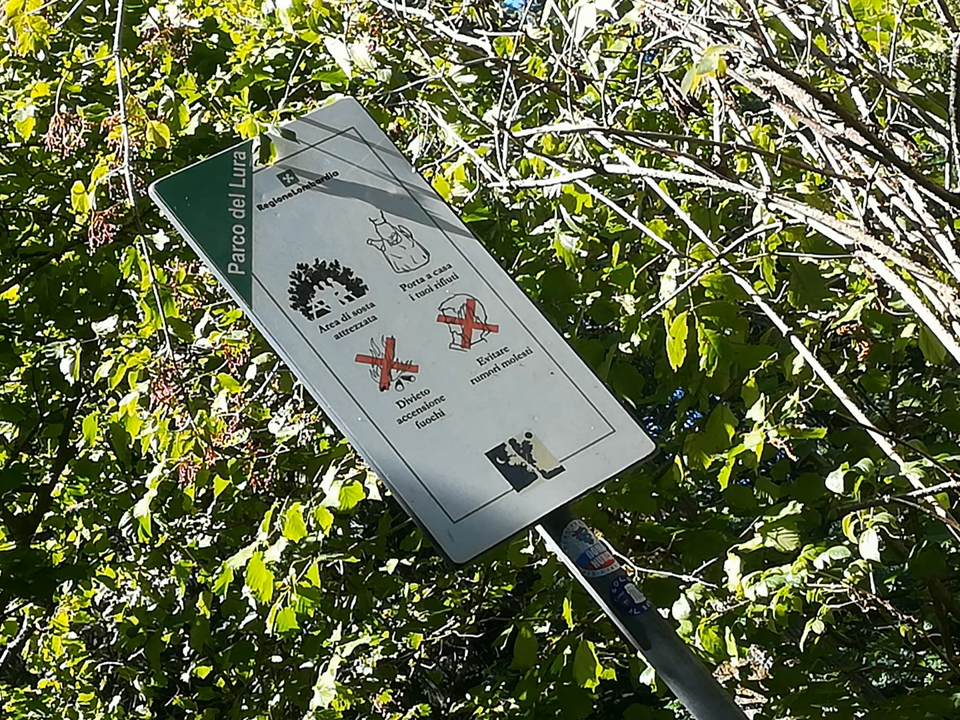 Parco del Lura
RegioneLombardia
Area di sosta
attrezzata
Porta a casa
i tuoi rifiuti
Divieto
accensione
fuochi
Evitare
rumori molesti